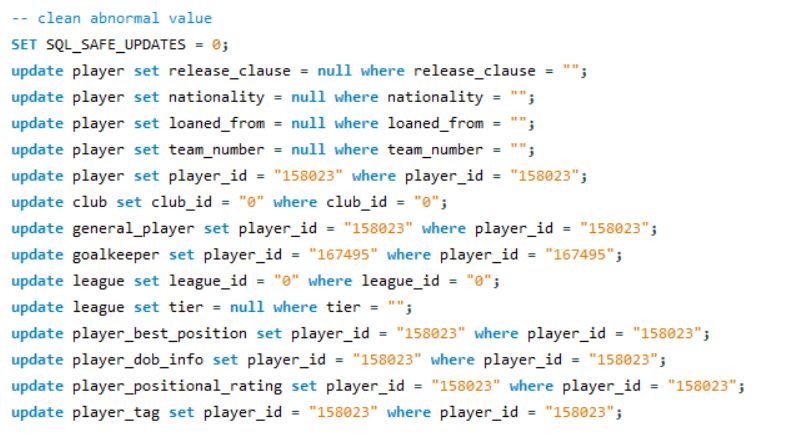 -- clean abnormal value
SET SQL_SAFE_UPDATES = 0;
update player set release_clause = null where release_clause = "";
update player set nationality = null where nationality = "";
update player set loaned_from = null where loaned_from = "";
update player set team_number = null where team_number = "";
update player set player_id = "158023" where player_id = "158023";
update club set club_id = "0" where club_id = "0";
update general_player set player_id = "158023" where player_id = "158023";
update goalkeeper set player_id = "167495" where player_id = "167495";
update league set league_id = "0" where league_id = "0";
update league set tier = null where tier = "";
update player_best_position set player_id = "158023" where player_id = "158023";
update player_dob_info set player_id = "158023" where player_id = "158023";
update player_positional_rating set player_id = "158023" where player_id = "158023";
update player_tag set player_id = "158023" where player_id = "158023";